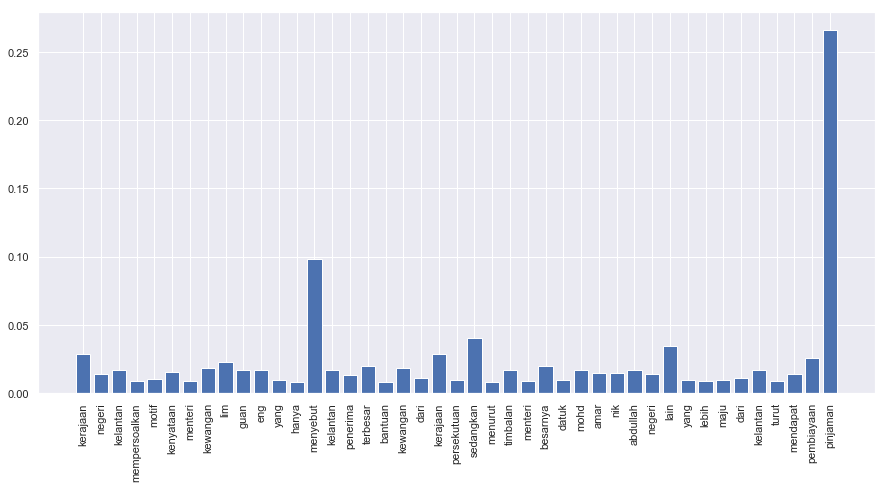 0.25
0.20
0.15
0.10
0.05
0.00
kerajaan
negeri
kelantan
mempersoalkan
motif
kenyataan
menteri
kewangan
lim
guan
eng
yang
hanya
menyebut
kelantan
penerima
terbesar
bantuan
kewangan
dari
kerajaan
persekutuan
sedangkan
menurut
timbalan
menteri
besarnya
datuk
mohd
amar
nik
abdullah
negeri
lain
yang
lebih
maju
dari
kelantan
turut
mendapat
pembiayaan
pinjaman